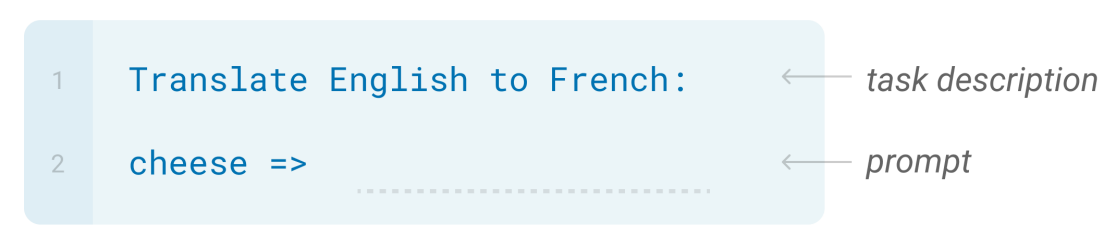 1 Translate English to French: task description
2 cheese => prompt